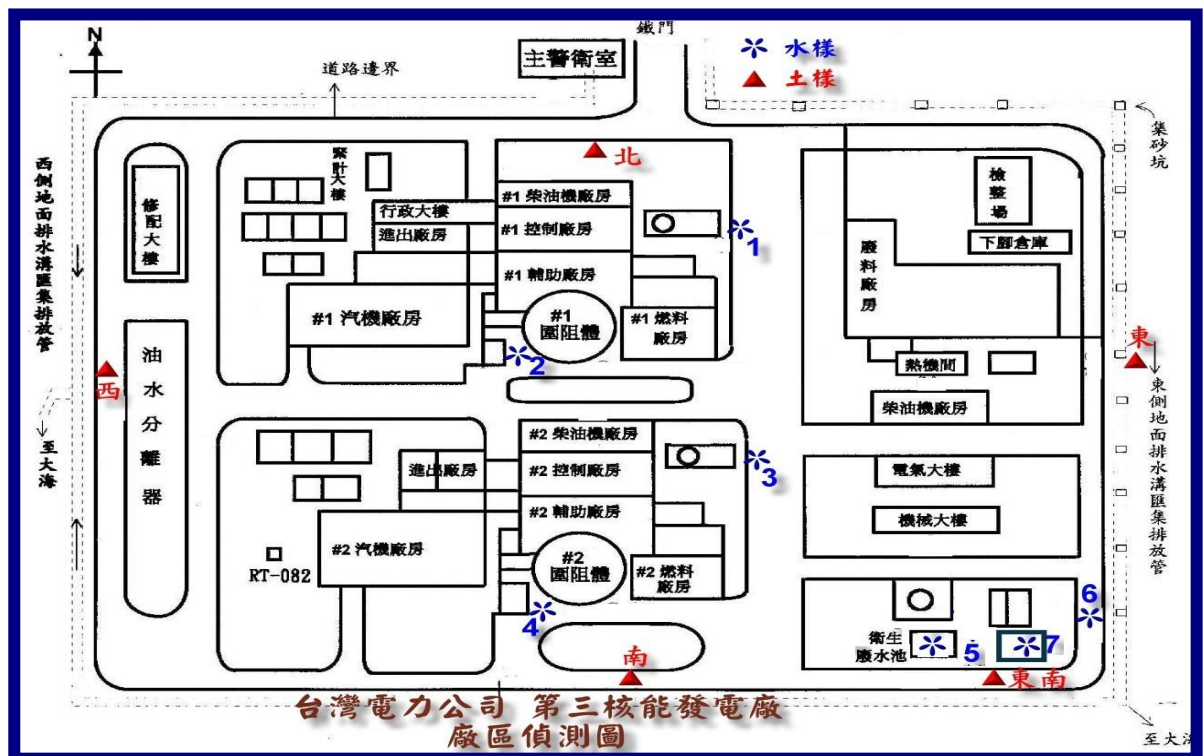 鐵門
N
主警衛室
水樣
土樣
道路邊界
集砂坑
西側地面排水溝匯集排放管
修配大樓
累計大樓
北
#1 柴油機廠房
行政大樓
#1 控制廠房
進出廠房
1
檢整場
下腳倉庫
廢料廠房
#1 輔助廠房
#1 汽機廠房
#1
圍阻體
#1 燃料
廠房
2
東
熱機間
西
油水分離器
柴油機廠房
東側地面排水溝匯集排放管
至大海
#2 柴油機廠房
進出廠房
#2 控制廠房
3
電氣大樓
#2 輔助廠房
機械大樓
#2 汽機廠房
#2
圍阻體
#2 燃料
廠房
RT-082
4
6
衛生
廢水池
5
7
南
東南
台灣電力公司 第三核能發電廠
廠區偵測圖
至大